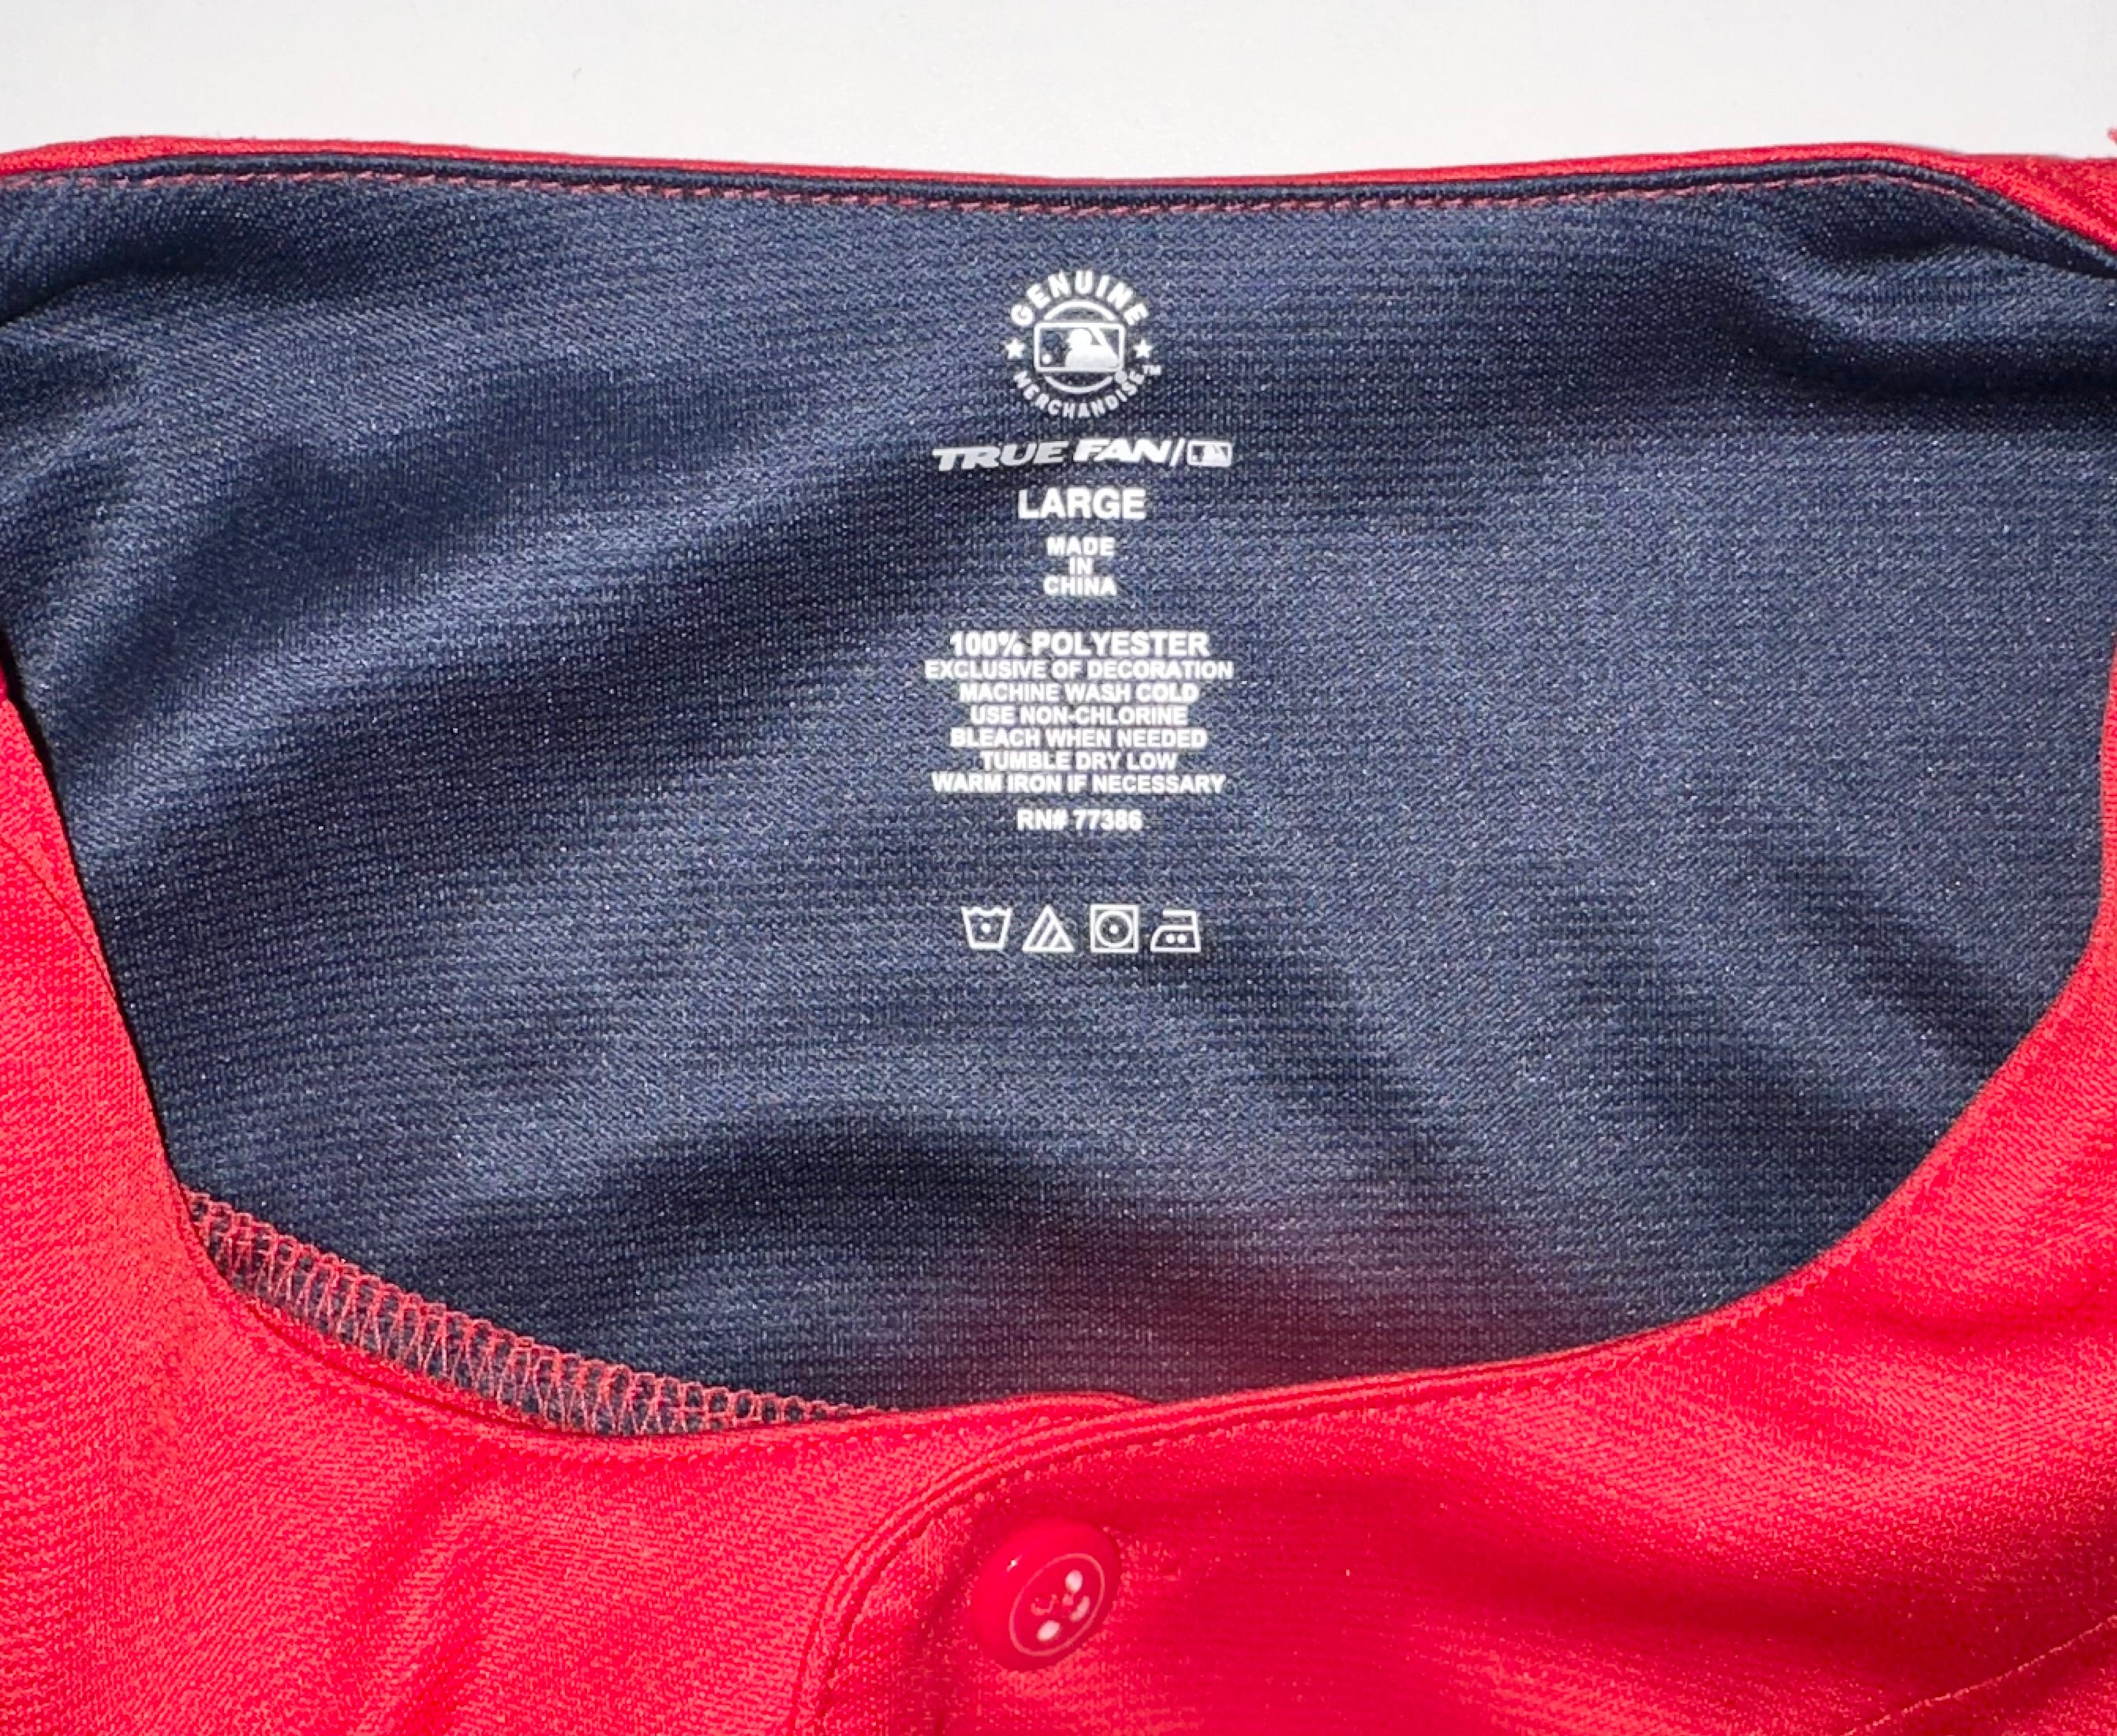 GENUINE
MERCHANDISE™
TRUE FAN/
LARGE
MADE
IN
CHINA
100% POLYESTER
EXCLUSIVE OF DECORATION
MACHINE WASH COLD
USE NON-CHLORINE
BLEACH WHEN NEEDED
TUMBLE DRY LOW
WARM IRON IF NECESSARY
RN# 77386